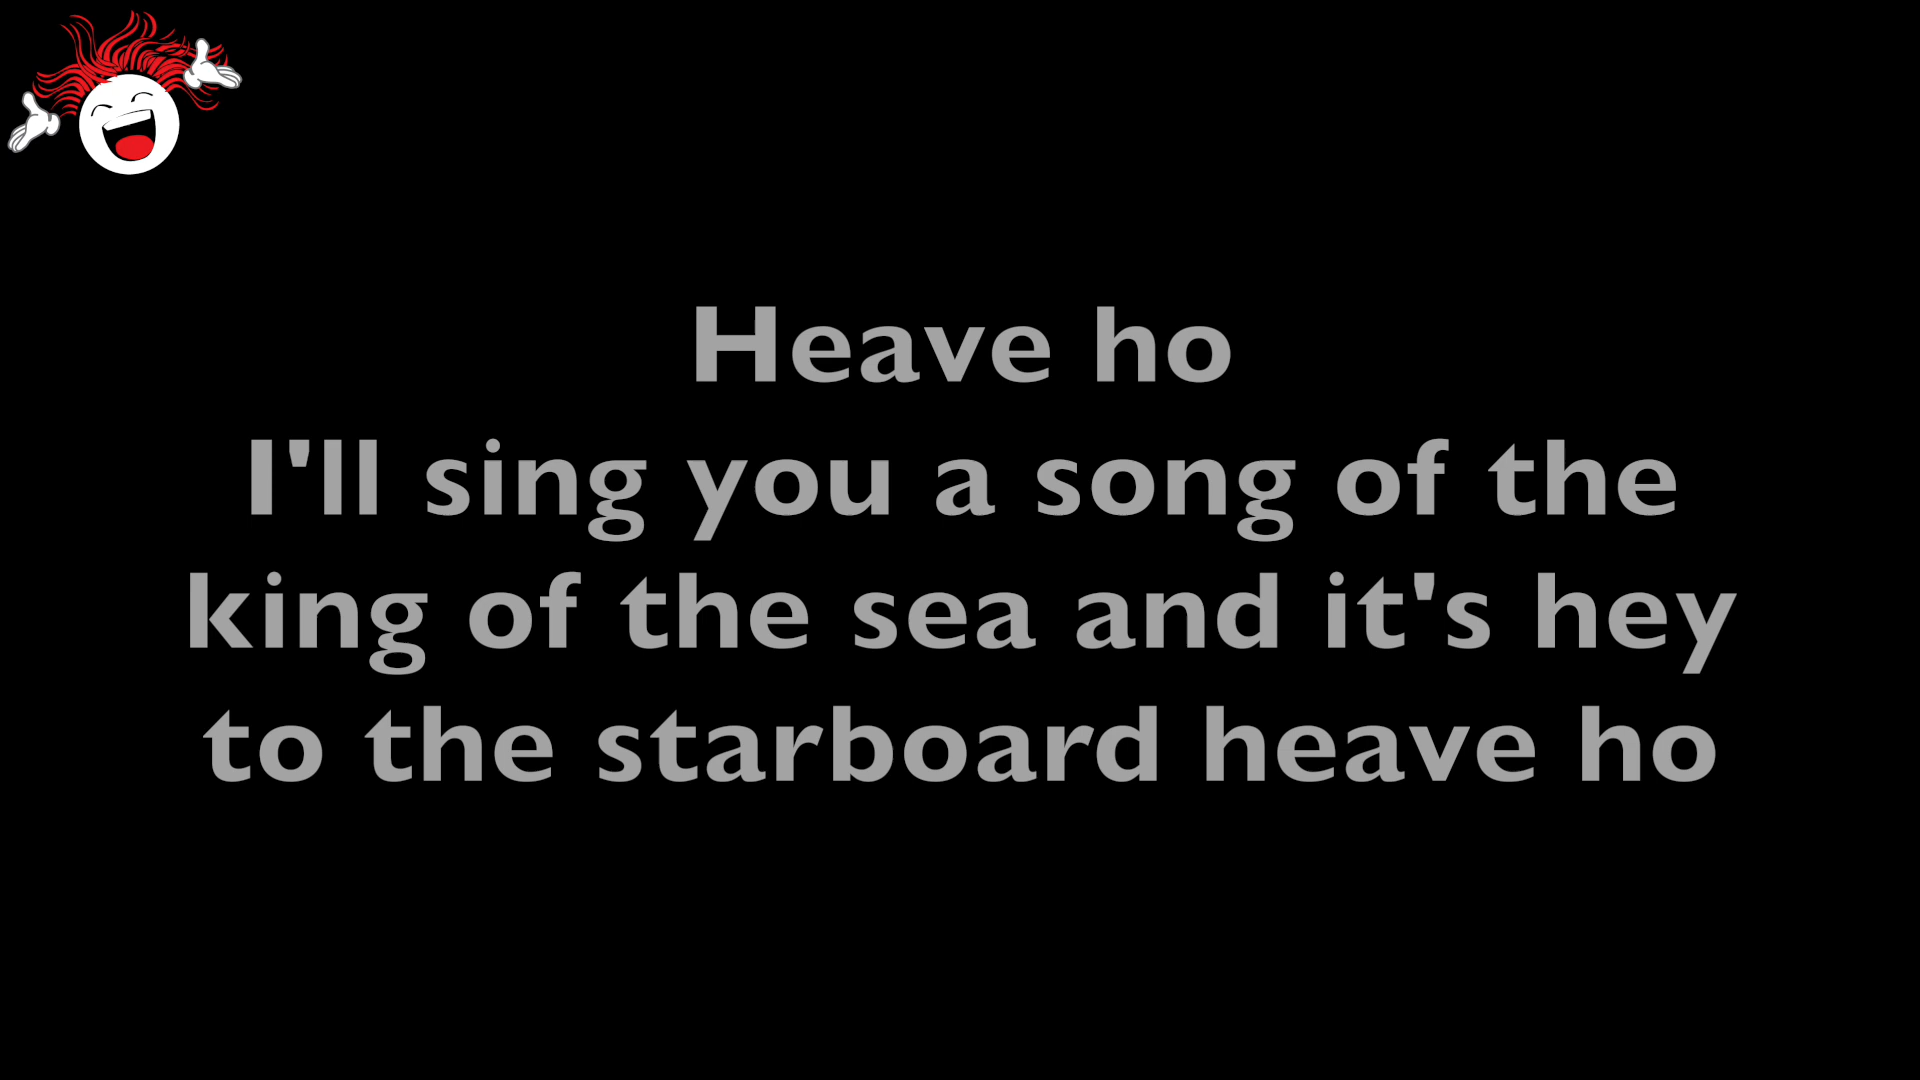 Heave ho
I'll sing you a song of the
king of the sea and it's hey
to the starboard heave ho